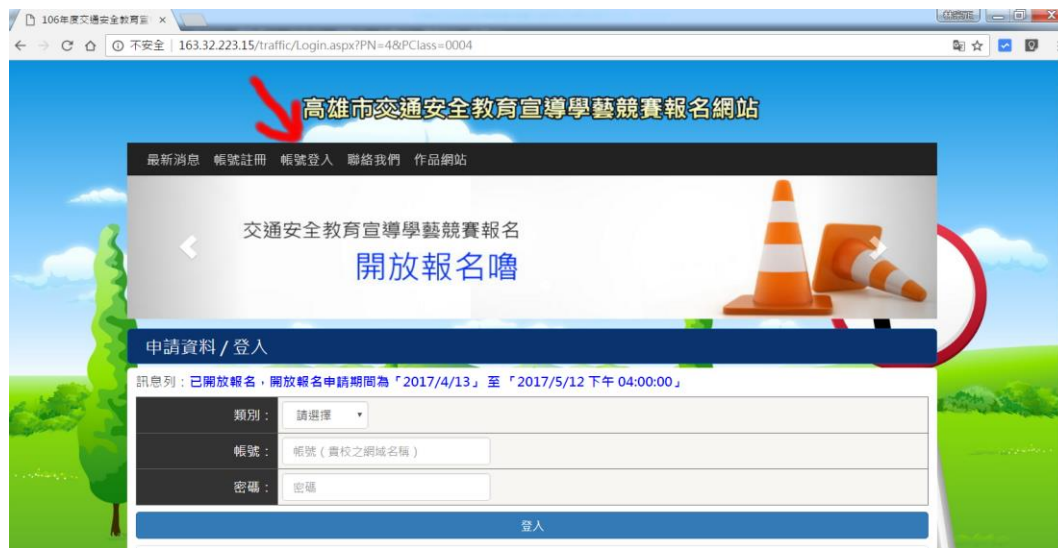 106年度交通安全教育宣
林宗正
不安全 | 163.32.223.15/traffic/Login.aspx?PN=4&PClass=0004
高雄市交通安全教育宣導學藝競賽報名網站
最新消息 帳號註冊 帳號登入 聯絡我們 作品網站
交通安全教育宣導學藝競賽報名
開放報名嚕
申請資料 / 登入
訊息列：已開放報名，開放報名申請期間為「2017/4/13」 至 「2017/5/12 下午 04:00:00」
類別： 請選擇
帳號： 帳號 ( 貴校之網域名稱 )
密碼： 密碼
登入